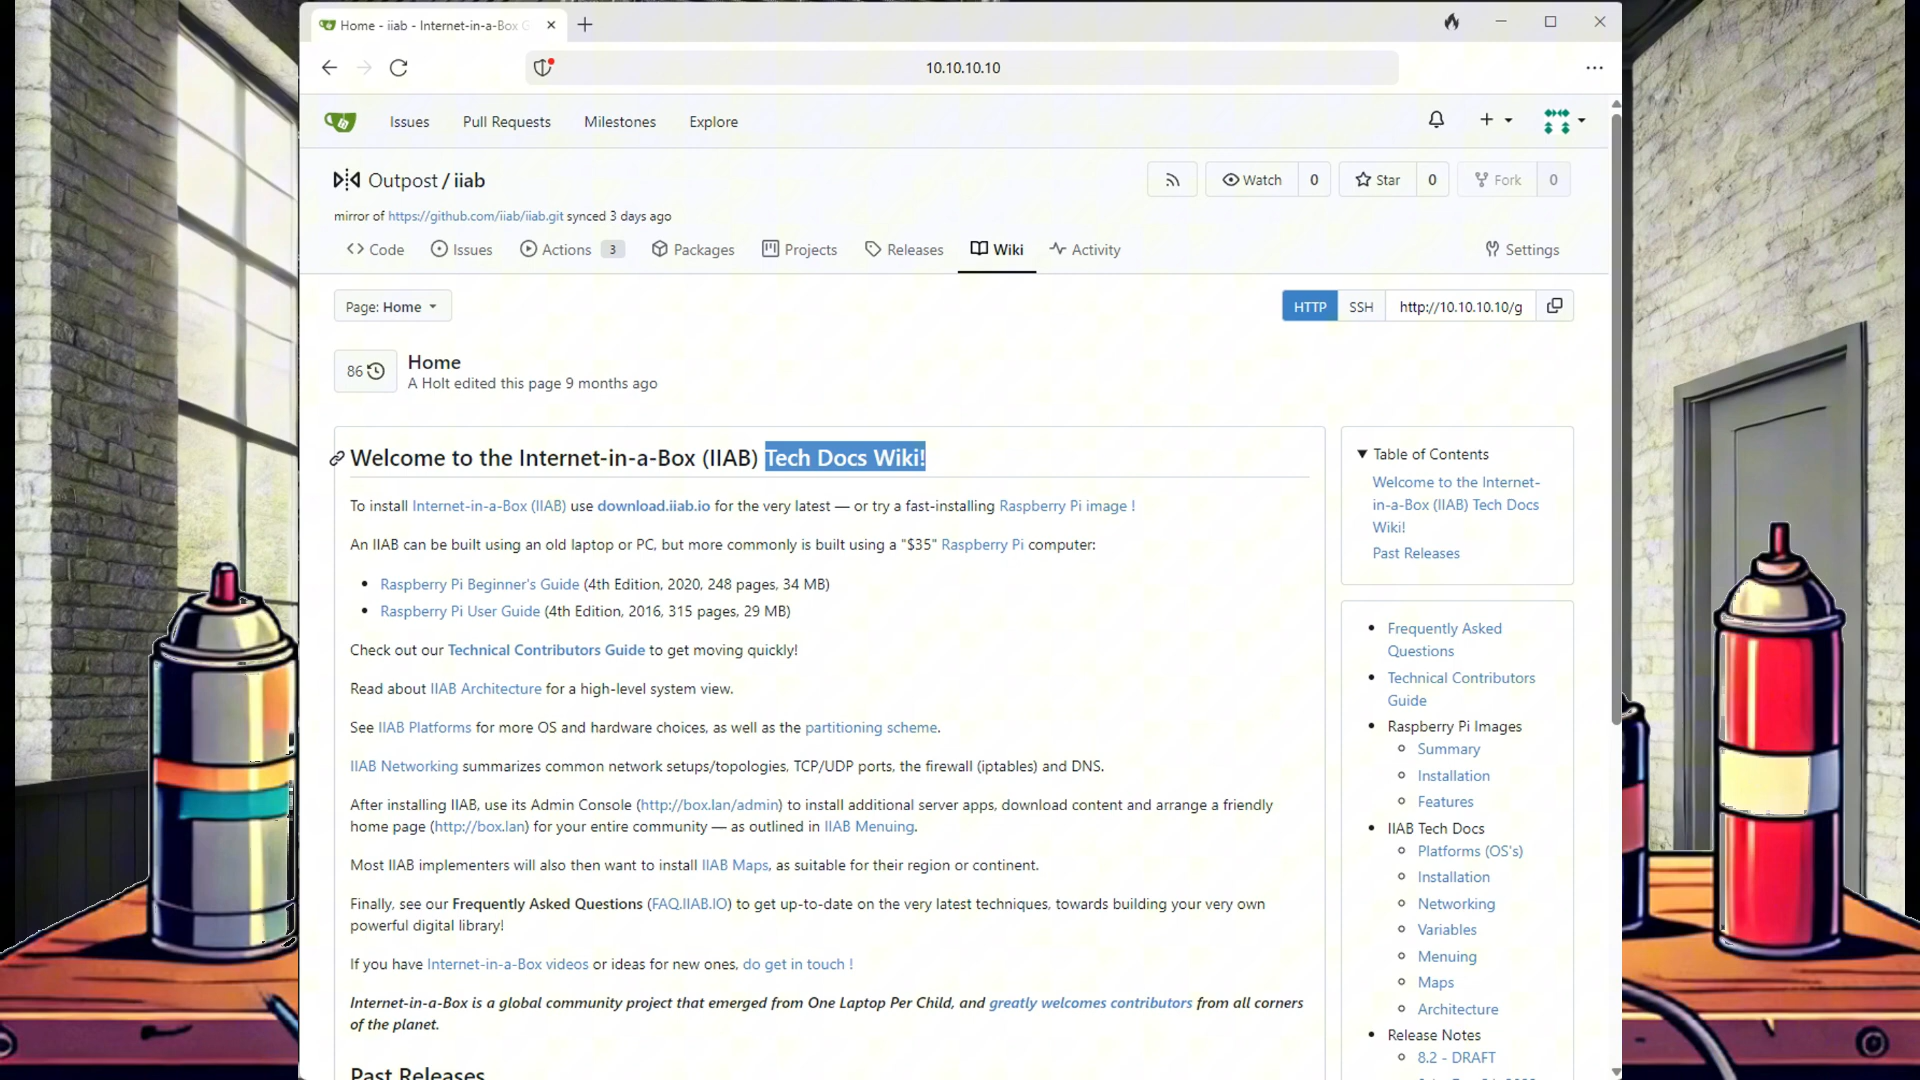 Home - iiab - Internet-in-a-Box G
10.10.10.10
Issues Pull Requests Milestones Explore
Outpost / iiab
Watch 0 Star 0 Fork 0
mirror of https://github.com/iiab/iiab.git synced 3 days ago
Code Issues Actions 3 Packages Projects Releases Wiki Activity Settings
Page: Home
HTTP SSH http://10.10.10.10/g
86 Home
A Holt edited this page 9 months ago
Welcome to the Internet-in-a-Box (IIAB) Tech Docs Wiki!
To install Internet-in-a-Box (IIAB) use download.iiab.io for the very latest — or try a fast-installing Raspberry Pi image !
An IIAB can be built using an old laptop or PC, but more commonly is built using a "$35" Raspberry Pi computer:
Raspberry Pi Beginner's Guide (4th Edition, 2020, 248 pages, 34 MB)
Raspberry Pi User Guide (4th Edition, 2016, 315 pages, 29 MB)
Check out our Technical Contributors Guide to get moving quickly!
Read about IIAB Architecture for a high-level system view.
See IIAB Platforms for more OS and hardware choices, as well as the partitioning scheme.
IIAB Networking summarizes common network setups/topologies, TCP/UDP ports, the firewall (iptables) and DNS.
After installing IIAB, use its Admin Console (http://box.lan/admin) to install additional server apps, download content and arrange a friendly
home page (http://box.lan) for your entire community — as outlined in IIAB Menuing.
Most IIAB implementers will also then want to install IIAB Maps, as suitable for their region or continent.
Finally, see our Frequently Asked Questions (FAQ.IIAB.IO) to get up-to-date on the very latest techniques, towards building your very own
powerful digital library!
If you have Internet-in-a-Box videos or ideas for new ones, do get in touch !
Internet-in-a-Box is a global community project that emerged from One Laptop Per Child, and greatly welcomes contributors from all corners
of the planet.
Past Releases
Table of Contents
Welcome to the Internet-
in-a-Box (IIAB) Tech Docs
Wiki!
Past Releases
Frequently Asked
Questions
Technical Contributors
Guide
Raspberry Pi Images
Summary
Installation
Features
IIAB Tech Docs
Platforms (OS's)
Installation
Networking
Variables
Menuing
Maps
Architecture
Release Notes
8.2 - DRAFT